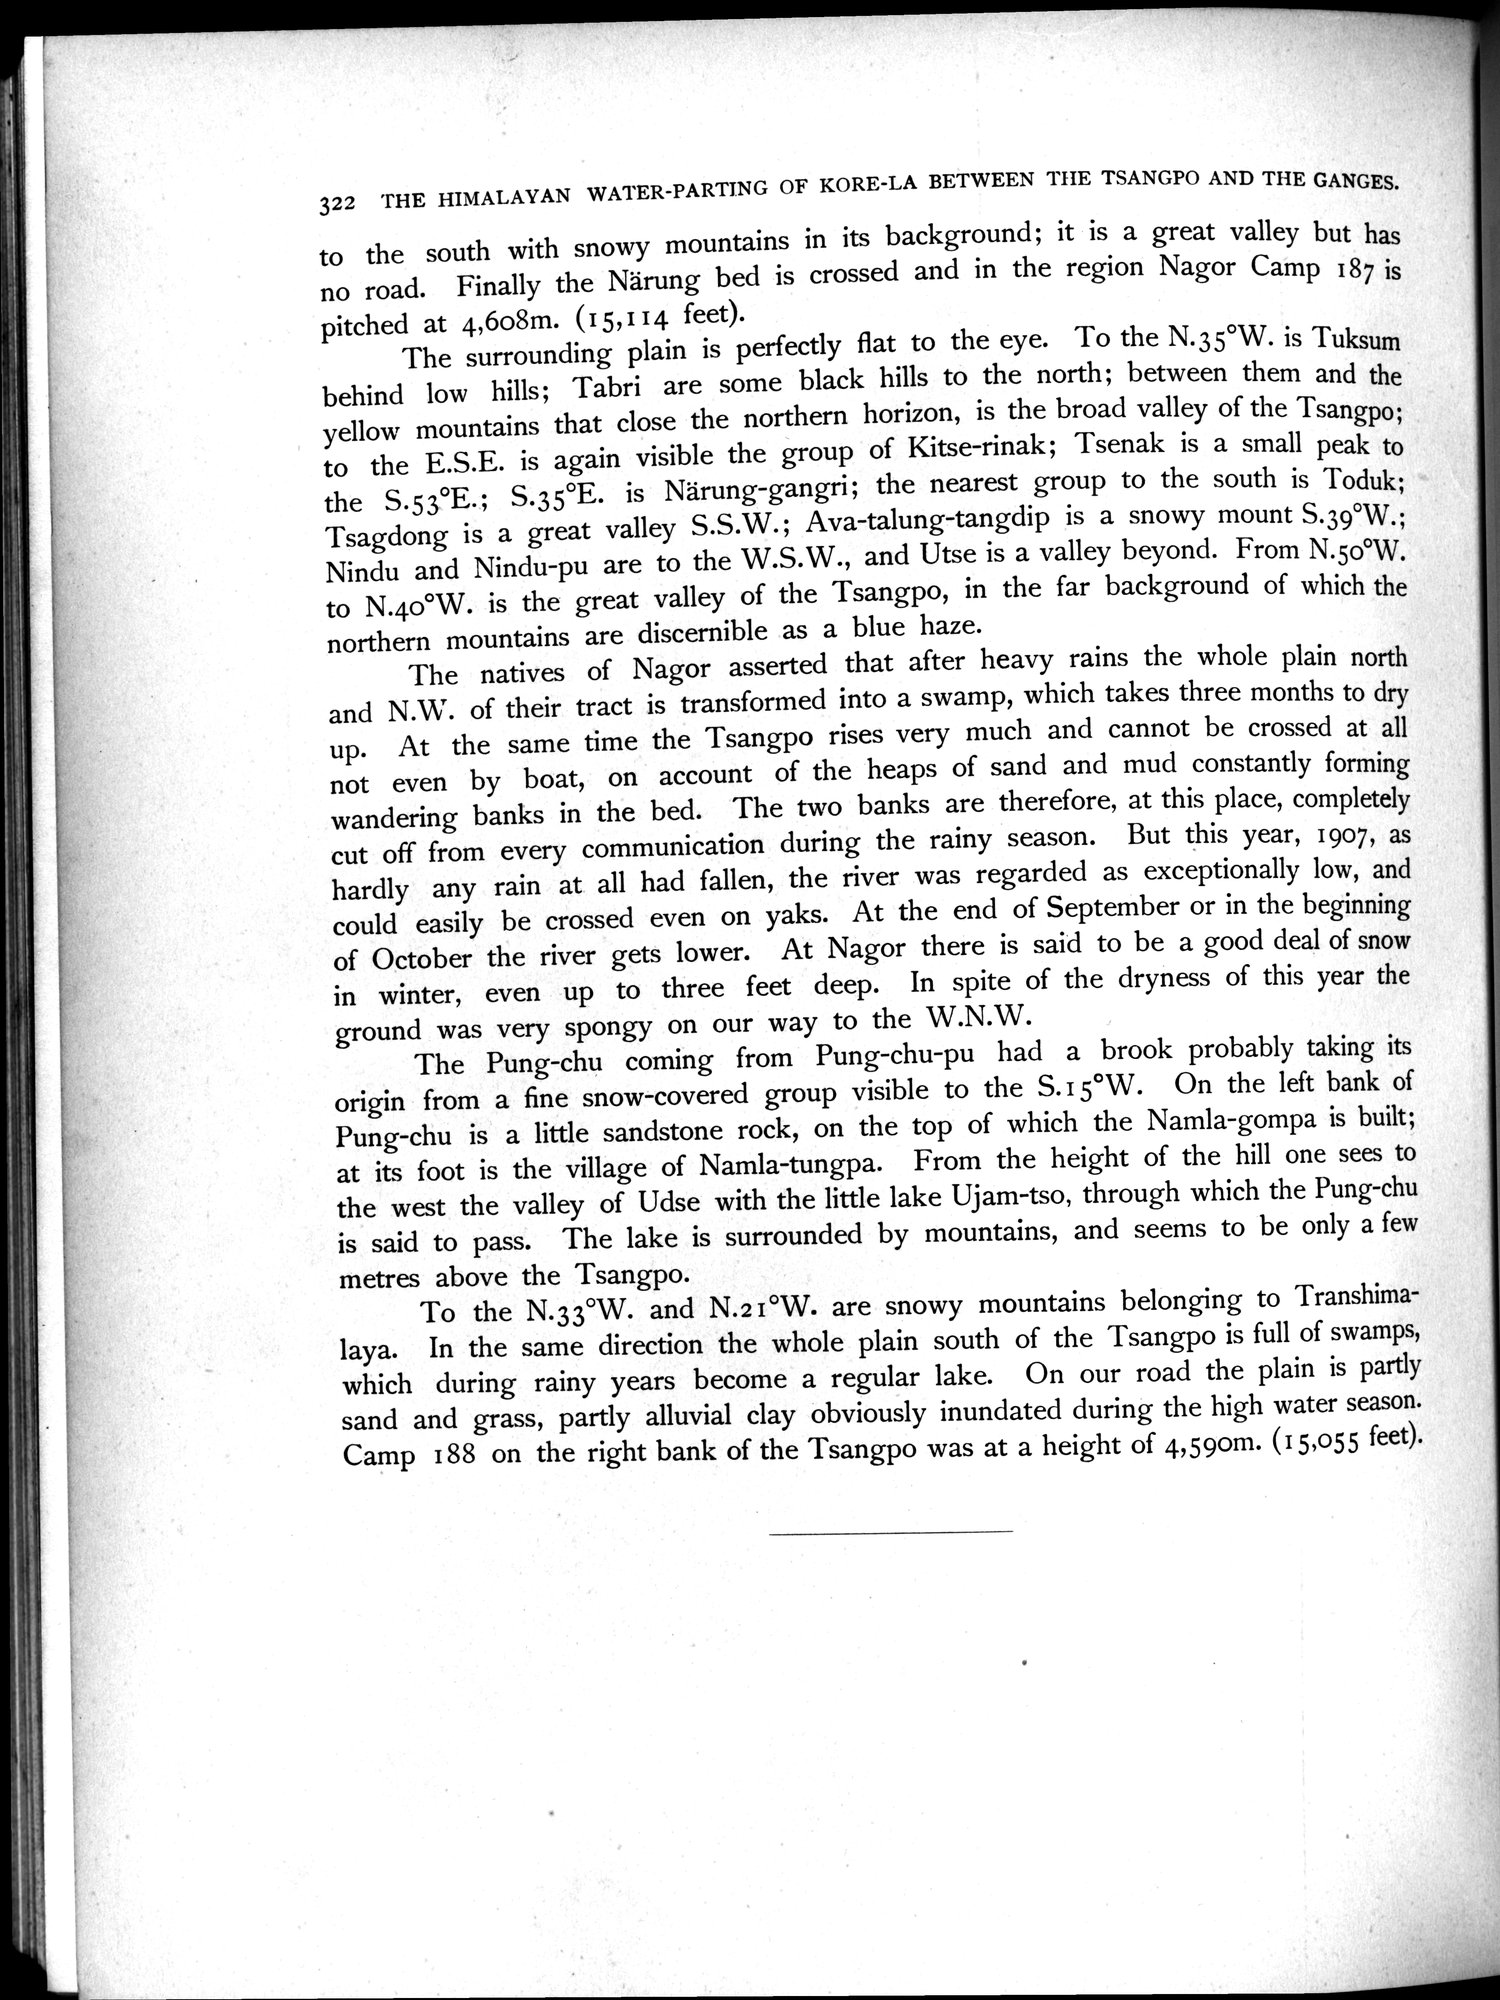 322 THE HIMALAYAN WATER-PARTING OF KORE-LA BETWEEN THE TSANGPO AND THE GANGES.
to the south with snowy mountains in its background; it is a great valley but has
no road. Finally the Närung bed is crossed and in the region Nagor Camp 187 is
pitched at 4,608m. (15,114 feet).
The surrounding plain is perfectly flat to the eye. To the N.35°W. is Tuksum
behind low hills; Tabri are some black hills to the north; between them and the
yellow mountains that close the northern horizon, is the broad valley of the Tsangpo;
to the E.S.E. is again visible the group of Kitse-rinak; Tsenak is a small peak to
the S.53°E.; S.35°E. is Närung-gangri; the nearest group to the south is Toduk;
Tsagdong is a great valley S.S.W.; Ava-talung-tangdip is a snowy mount S.39°W.;
Nindu and Nindu-pu are to the W.S.W., and Utse is a valley beyond. From N.50°W.
to N.40°W. is the great valley of the Tsangpo, in the far background of which the
northern mountains are discernible as a blue haze.
The natives of Nagor asserted that after heavy rains the whole plain north
and N.W. of their tract is transformed into a swamp, which takes three months to dry
up. At the same time the Tsangpo rises very much and cannot be crossed at all
not even by boat, on account of the heaps of sand and mud constantly forming
wandering banks in the bed. The two banks are therefore, at this place, completely
cut off from every communication during the rainy season. But this year, 1907, as
hardly any rain at all had fallen, the river was regarded as exceptionally low, and
could easily be crossed even on yaks. At the end of September or in the beginning
of October the river gets lower. At Nagor there is said to be a good deal of snow
in winter, even up to three feet deep. In spite of the dryness of this year the
ground was very spongy on our way to the W.N.W.
The Pung-chu coming from Pung-chu-pu had a brook probably taking its
origin from a fine snow-covered group visible to the S.15°W. On the left bank of
Pung-chu is a little sandstone rock, on the top of which the Namla-gompa is built;
at its foot is the village of Namla-tungpa. From the height of the hill one sees to
the west the valley of Udse with the little lake Ujam-tso, through which the Pung-chu
is said to pass. The lake is surrounded by mountains, and seems to be only a few
metres above the Tsangpo.
To the N.33°W. and N.21°W. are snowy mountains belonging to Transhima-
laya. In the same direction the whole plain south of the Tsangpo is full of swamps,
which during rainy years become a regular lake. On our road the plain is partly
sand and grass, partly alluvial clay obviously inundated during the high water season.
Camp 188 on the right bank of the Tsangpo was at a height of 4,590m. (15,055 feet).